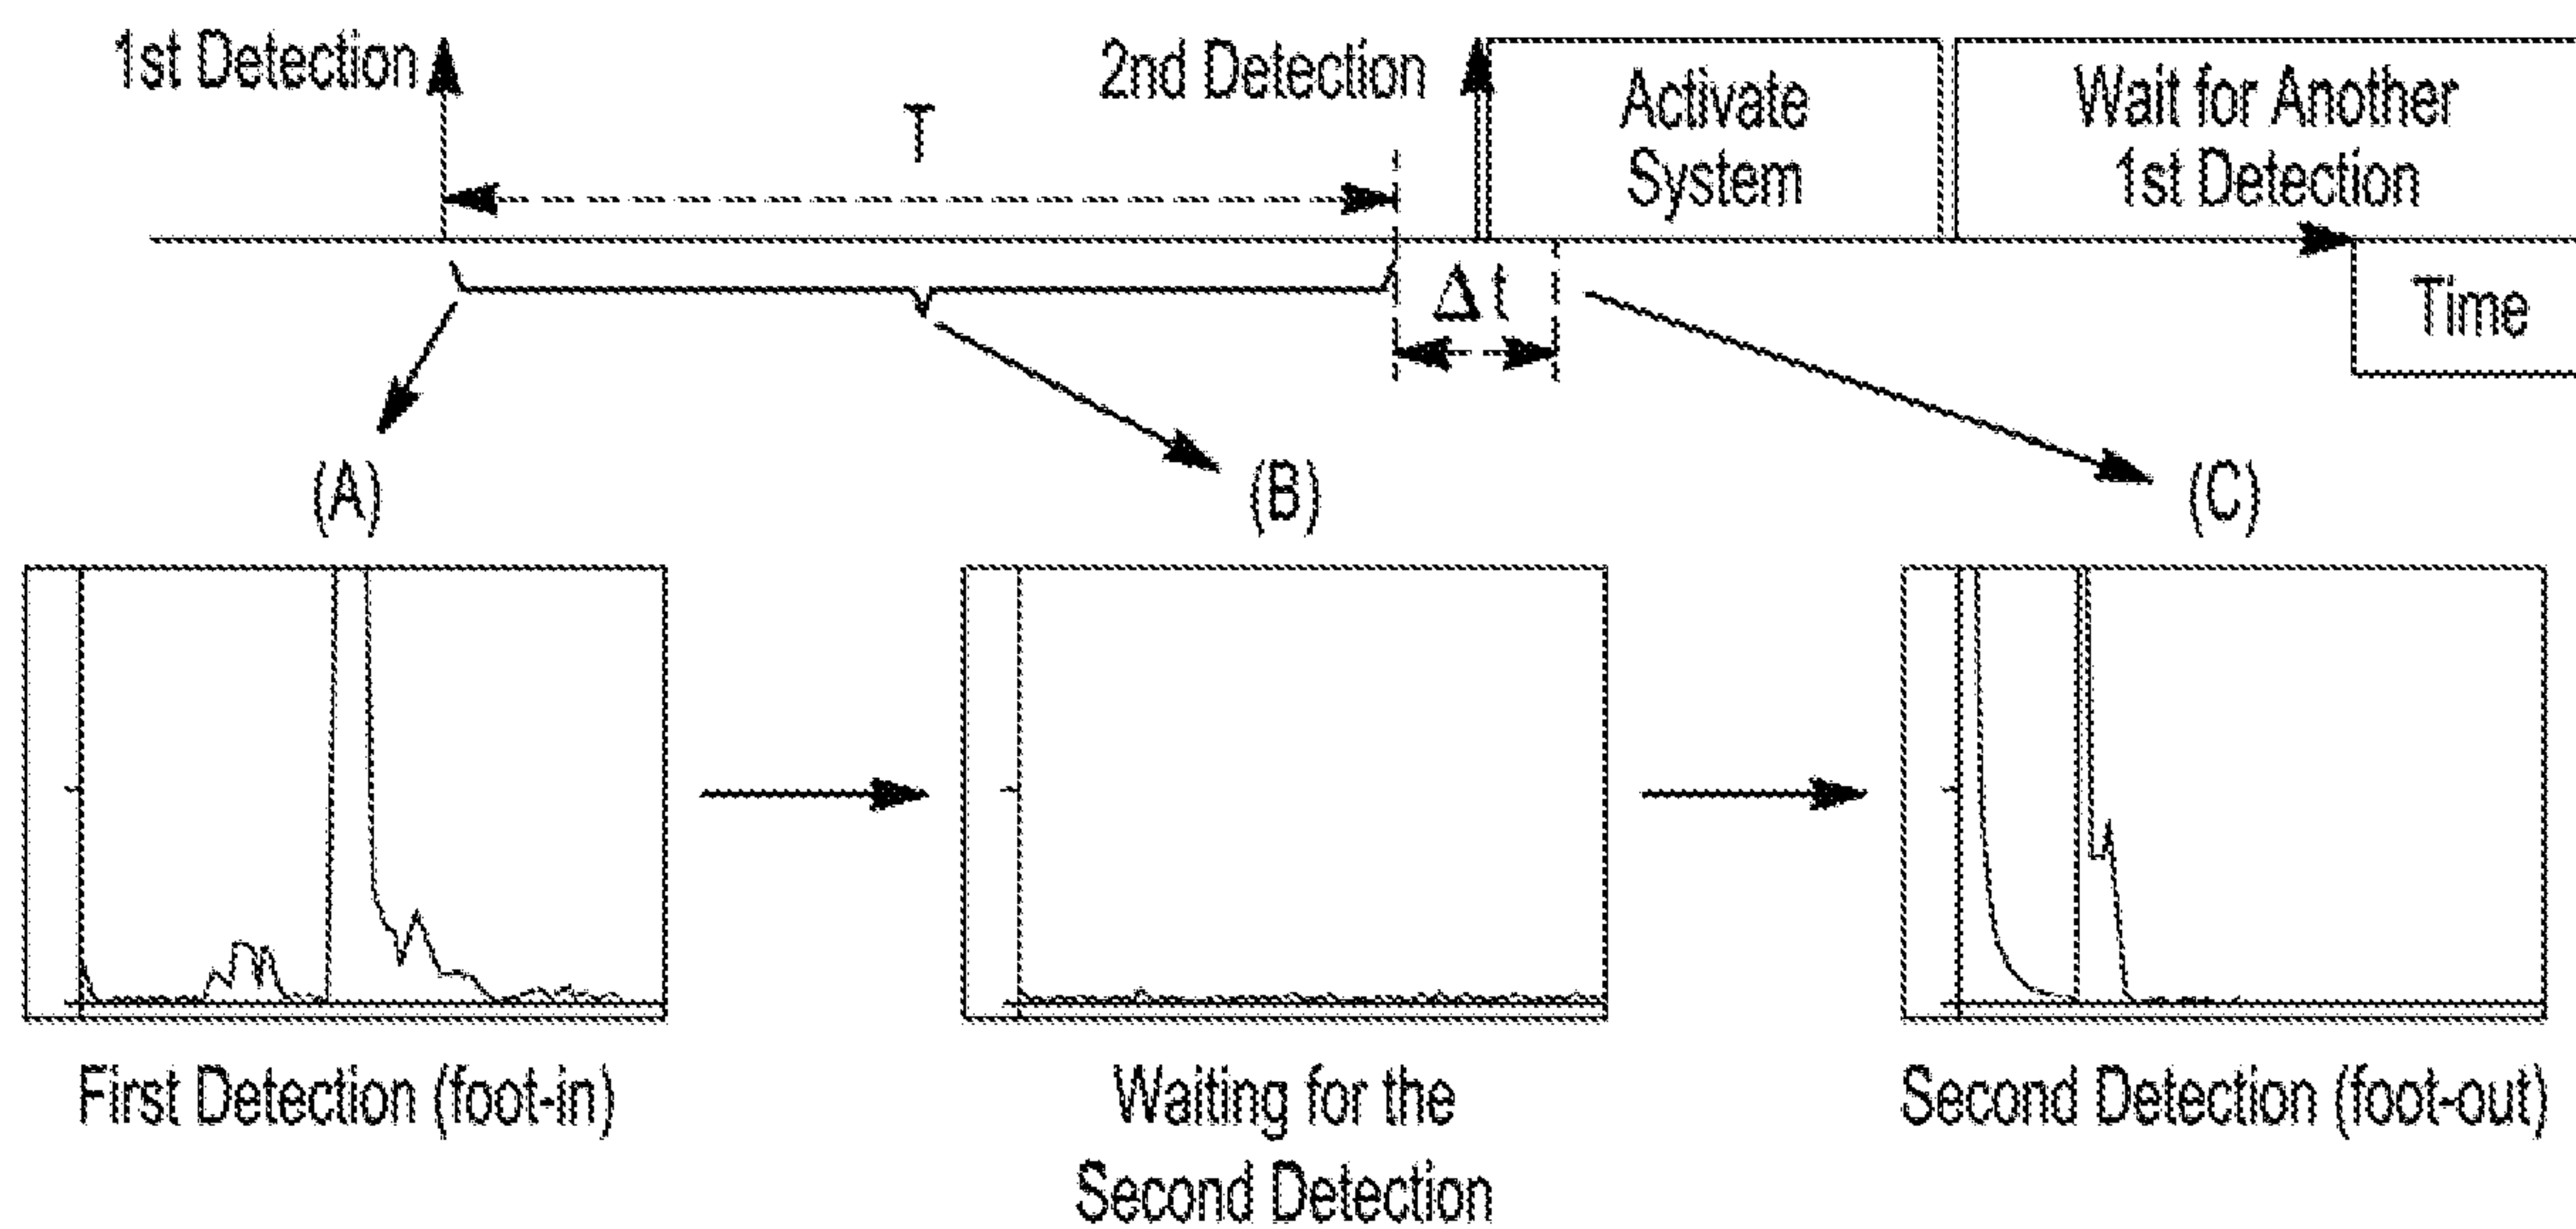 1st Detection
T
2nd Detection
Activate
System
Wait for Another
1st Detection
Δt
Time
(A)
(B)
(C)
First Detection (foot-in)
Waiting for the
Second Detection
Second Detection (foot-out)